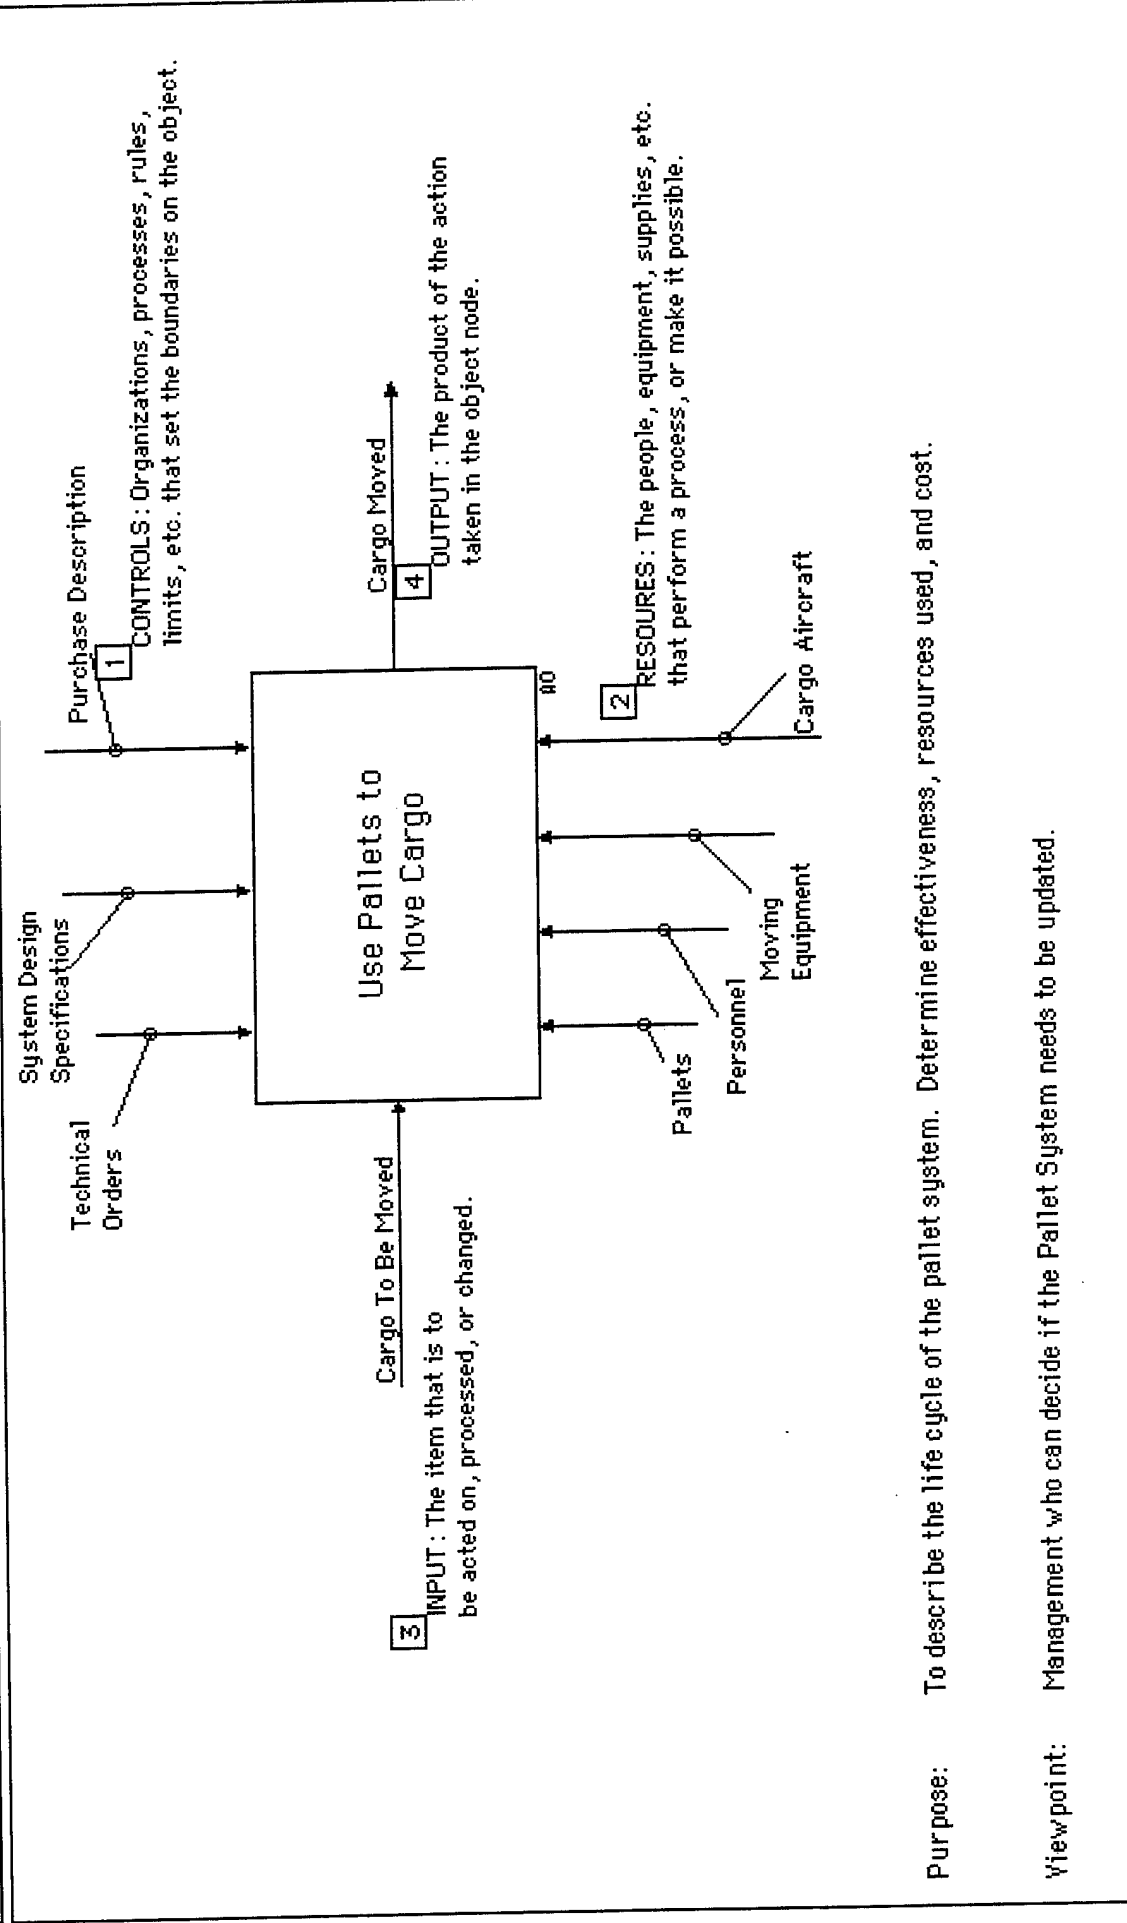 System Design
Specifications
Technical
Orders
Purchase Description
1
CONTROLS: Organizations, processes, rules,
limits, etc. that set the boundaries on the object.
Cargo To Be Moved
3
INPUT: The item that is to
be acted on, processed, or changed.
Use Pallets to
Move Cargo
A0
Cargo Moved
4
OUTPUT: The product of the action
taken in the object node.
2
RESOURES: The people, equipment, supplies, etc.
that perform a process, or make it possible.
Pallets
Personnel
Moving
Equipment
Cargo Aircraft
Purpose: To describe the life cycle of the pallet system. Determine effectiveness, resources used, and cost.
Viewpoint: Management who can decide if the Pallet System needs to be updated.